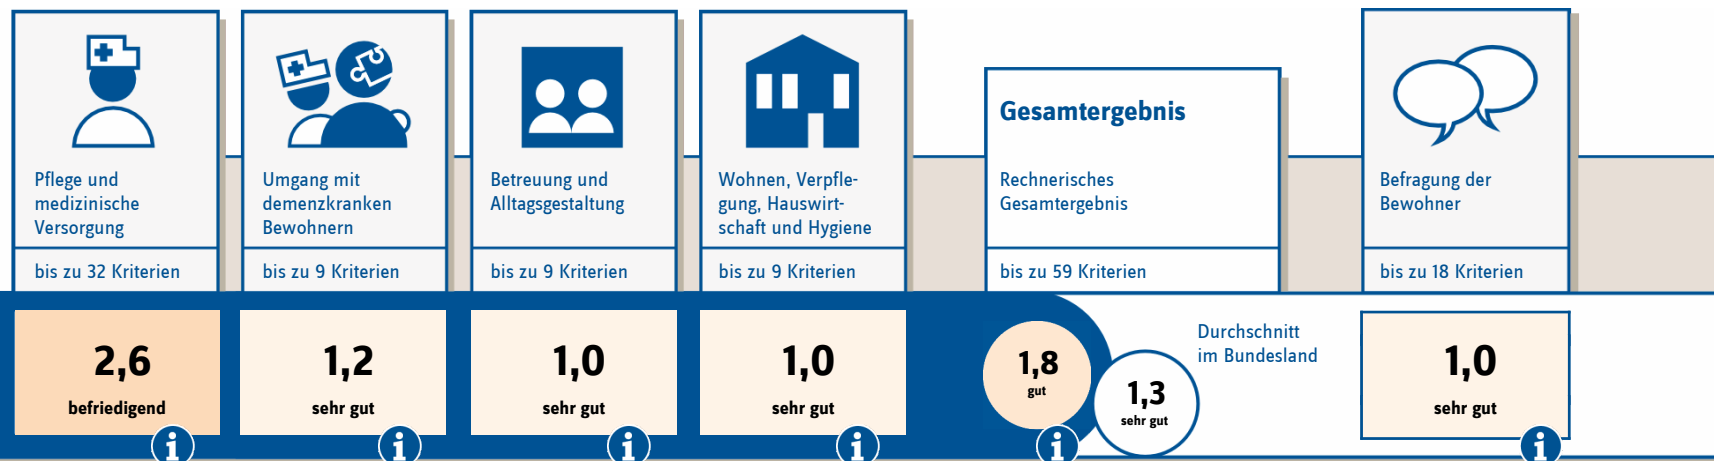 Pflege und
medizinische
Versorgung
bis zu 32 Kriterien
2,6
befriedigend
Umgang mit
demenzkranken
Bewohnern
bis zu 9 Kriterien
1,2
sehr gut
Betreuung und
Alltagsgestaltung
bis zu 9 Kriterien
1,0
sehr gut
Wohnen, Verpfle-
gung, Hauswirt-
schaft und Hygiene
bis zu 9 Kriterien
1,0
sehr gut
Gesamtergebnis
Rechnerisches
Gesamtergebnis
bis zu 59 Kriterien
1,8
gut
Durchschnitt
im Bundesland
1,3
sehr gut
Befragung der
Bewohner
bis zu 18 Kriterien
1,0
sehr gut